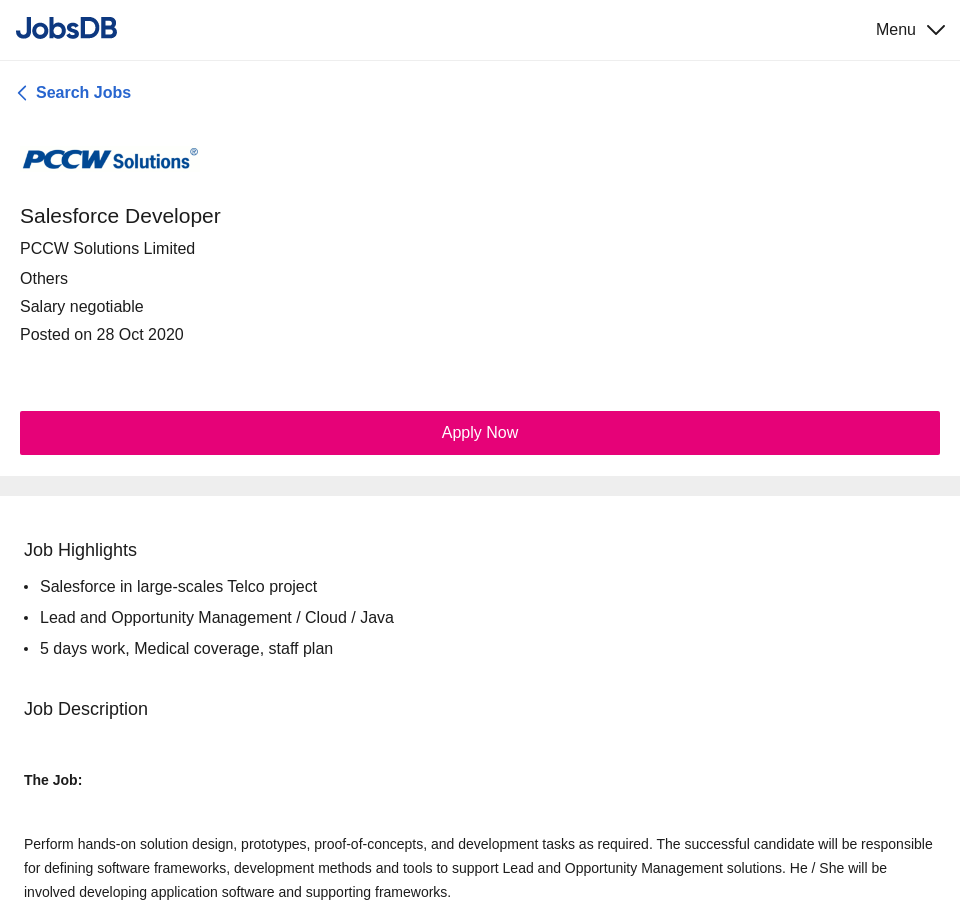 JobsDB
Menu
Search Jobs
PCCW Solutions®
Salesforce Developer
PCCW Solutions Limited
Others
Salary negotiable
Posted on 28 Oct 2020
Apply Now
Job Highlights
• Salesforce in large-scales Telco project
• Lead and Opportunity Management / Cloud / Java
• 5 days work, Medical coverage, staff plan
Job Description
The Job:
Perform hands-on solution design, prototypes, proof-of-concepts, and development tasks as required. The successful candidate will be responsible
for defining software frameworks, development methods and tools to support Lead and Opportunity Management solutions. He / She will be
involved developing application software and supporting frameworks.